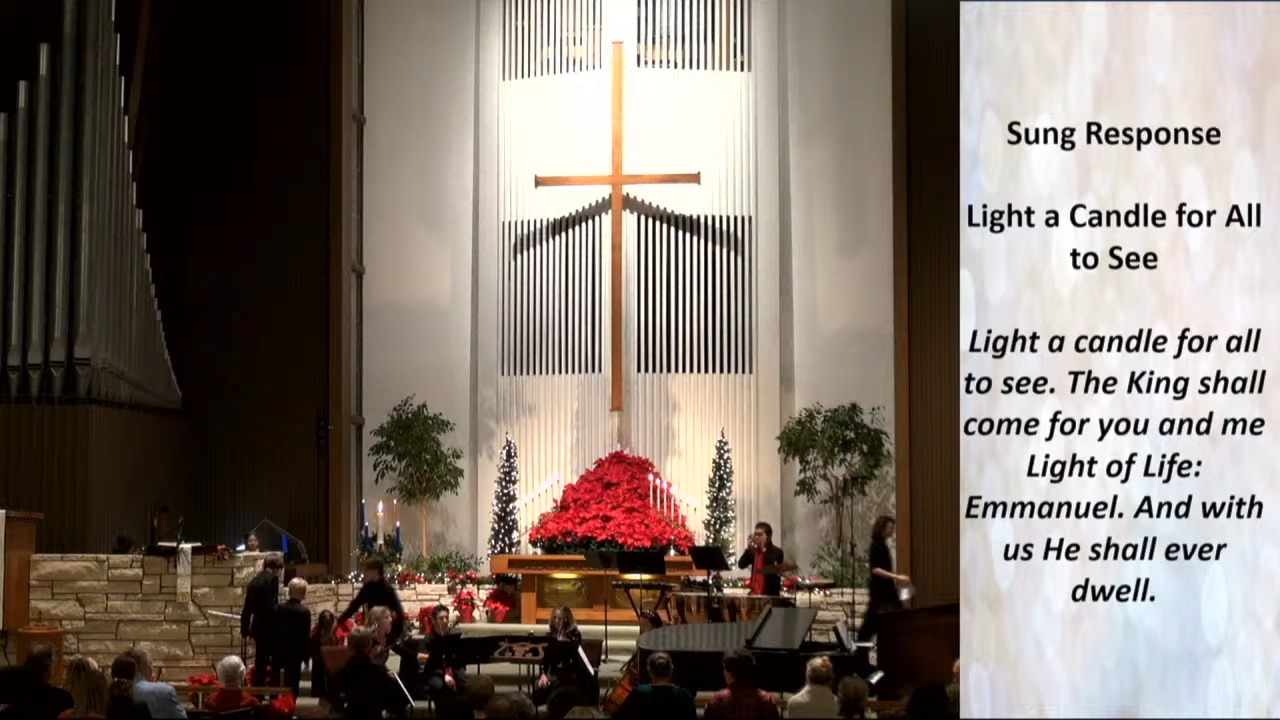 Sung Response
Light a Candle for All
to See
Light a candle for all
to see. The King shall
come for you and me
Light of Life:
Emmanuel. And with
us He shall ever
dwell.